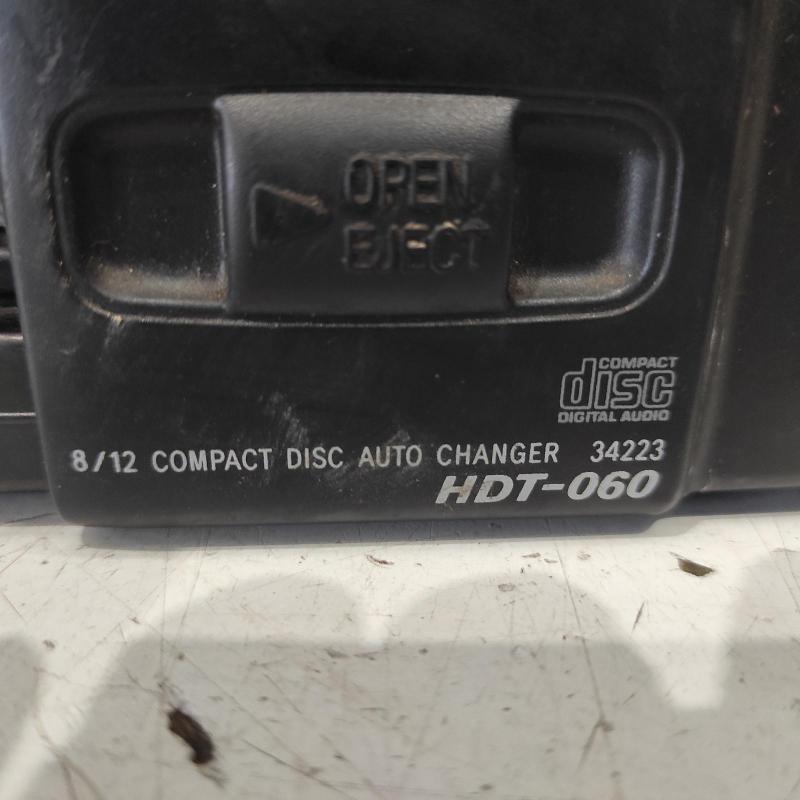 OPEN
EJECT
COMPACT
disc
DIGITAL AUDIO
8/12 COMPACT DISC AUTO CHANGER 34223
HDT-060